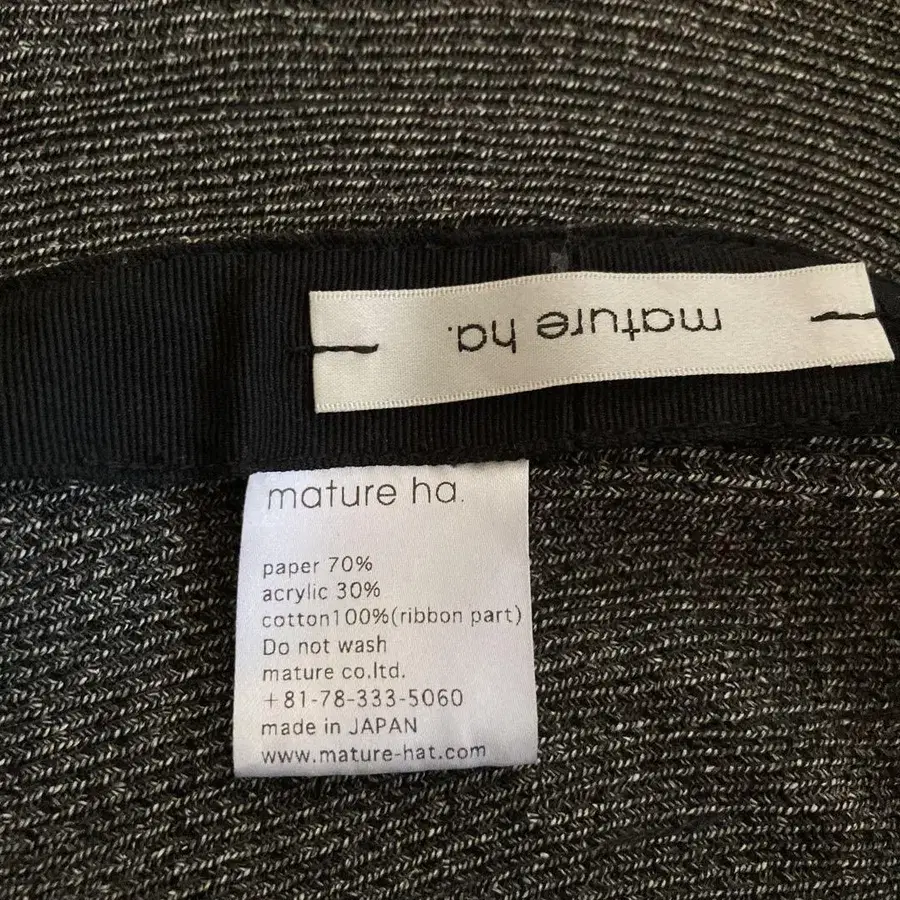 mature ha.
mature ha.
paper 70%
acrylic 30%
cotton100%(ribbon part)
Do not wash
mature co.ltd.
+81-78-333-5060
made in JAPAN
www.mature-hat.com